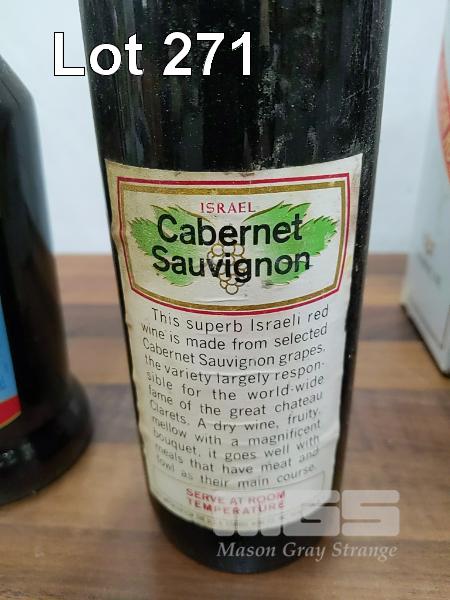 Lot 271
ISRAEL
Cabernet
Sauvignon
This superb Israeli red
wine is made from selected
Cabernet Sauvignon grapes,
the variety largely respon-
sible for the world-wide
fame of the great chateau
Clarets. A dry wine, fruity,
mellow with a magnificent
bouquet, it goes well with
meals that have meat and
fowl as their main course.
SERVE AT ROOM
TEMPERATURE
MGS
Mason Gray Strange